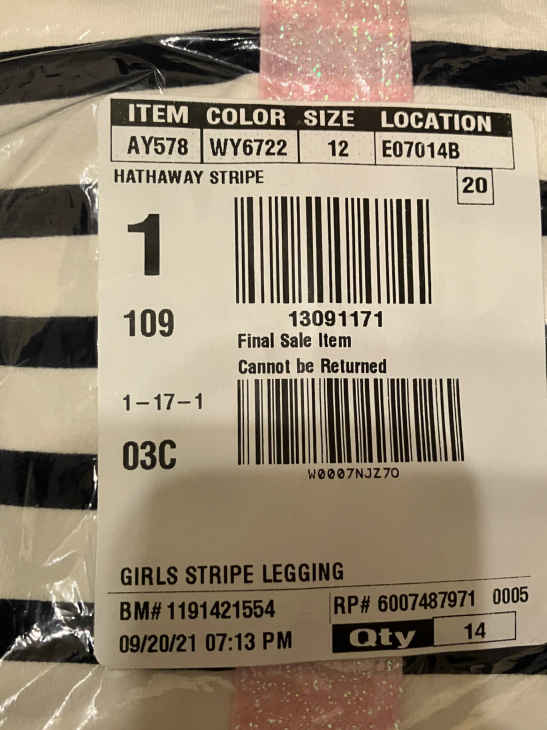 ITEM COLOR SIZE LOCATION
AY578 WY6722 12 E07014B
HATHAWAY STRIPE
20
1
109
13091171
Final Sale Item
Cannot be Returned
1-17-1
03C
W0007NJZ7O
GIRLS STRIPE LEGGING
BM# 1191421554 RP# 6007487971 0005
09/20/21 07:13 PM Qty 14